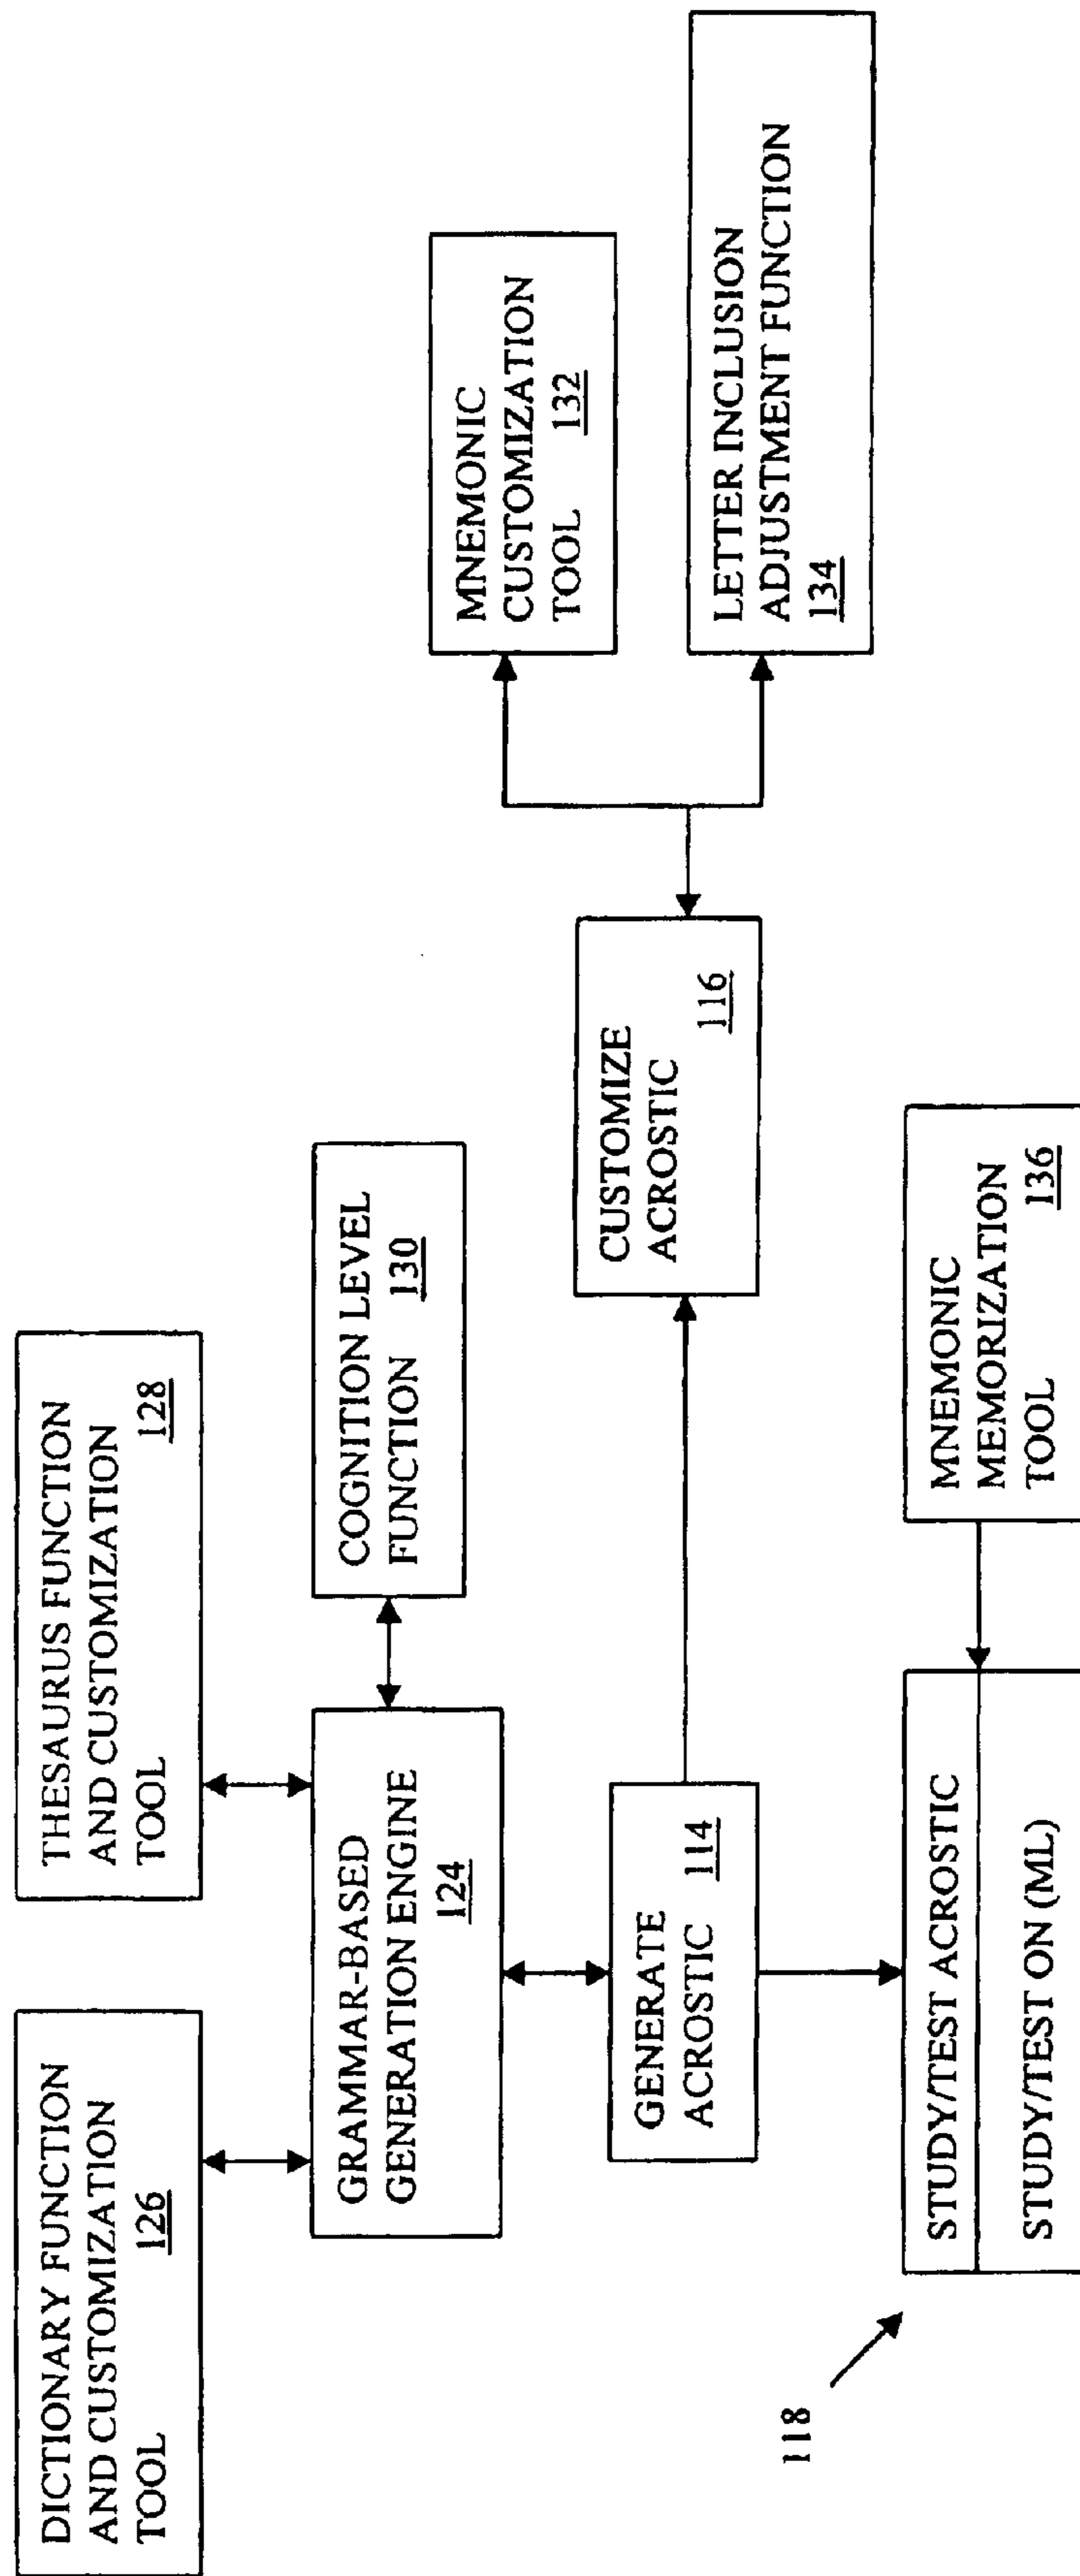 DICTIONARY FUNCTION
AND CUSTOMIZATION
TOOL 126
THESAURUS FUNCTION
AND CUSTOMIZATION
TOOL 128
GRAMMAR-BASED
GENERATION ENGINE
124
COGNITION LEVEL
FUNCTION 130
GENERATE
ACROSTIC 114
CUSTOMIZE
ACROSTIC
116
MNEMONIC
CUSTOMIZATION
TOOL 132
LETTER INCLUSION
ADJUSTMENT FUNCTION
134
118
STUDY/TEST ACROSTIC
STUDY/TEST ON (ML)
MNEMONIC
MEMORIZATION
TOOL 136